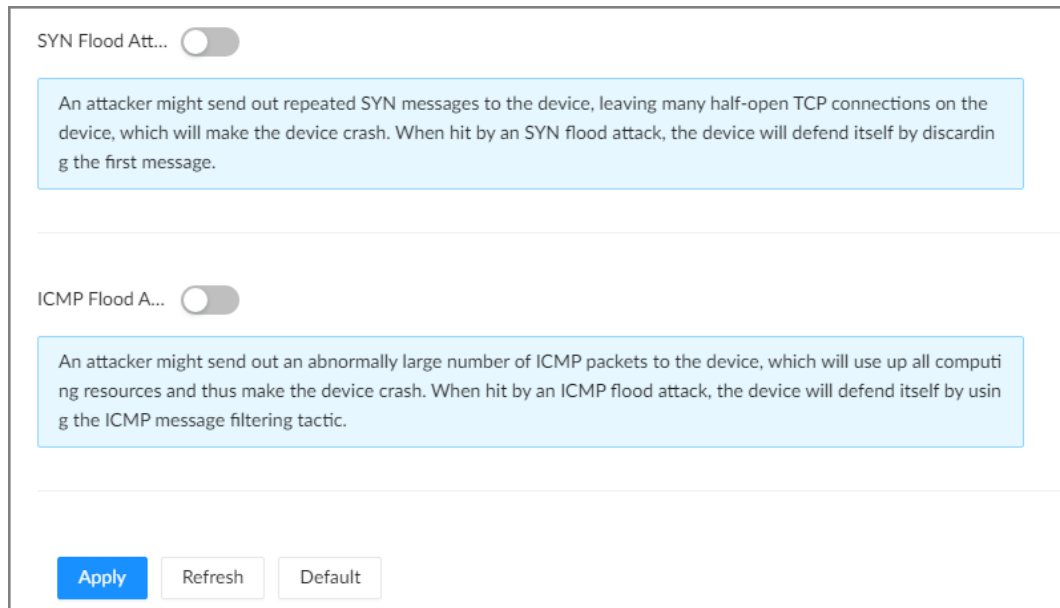 SYN Flood Att...
An attacker might send out repeated SYN messages to the device, leaving many half-open TCP connections on the
device, which will make the device crash. When hit by an SYN flood attack, the device will defend itself by discardin
g the first message.
ICMP Flood A...
An attacker might send out an abnormally large number of ICMP packets to the device, which will use up all computi
ng resources and thus make the device crash. When hit by an ICMP flood attack, the device will defend itself by usin
g the ICMP message filtering tactic.
Apply Refresh Default